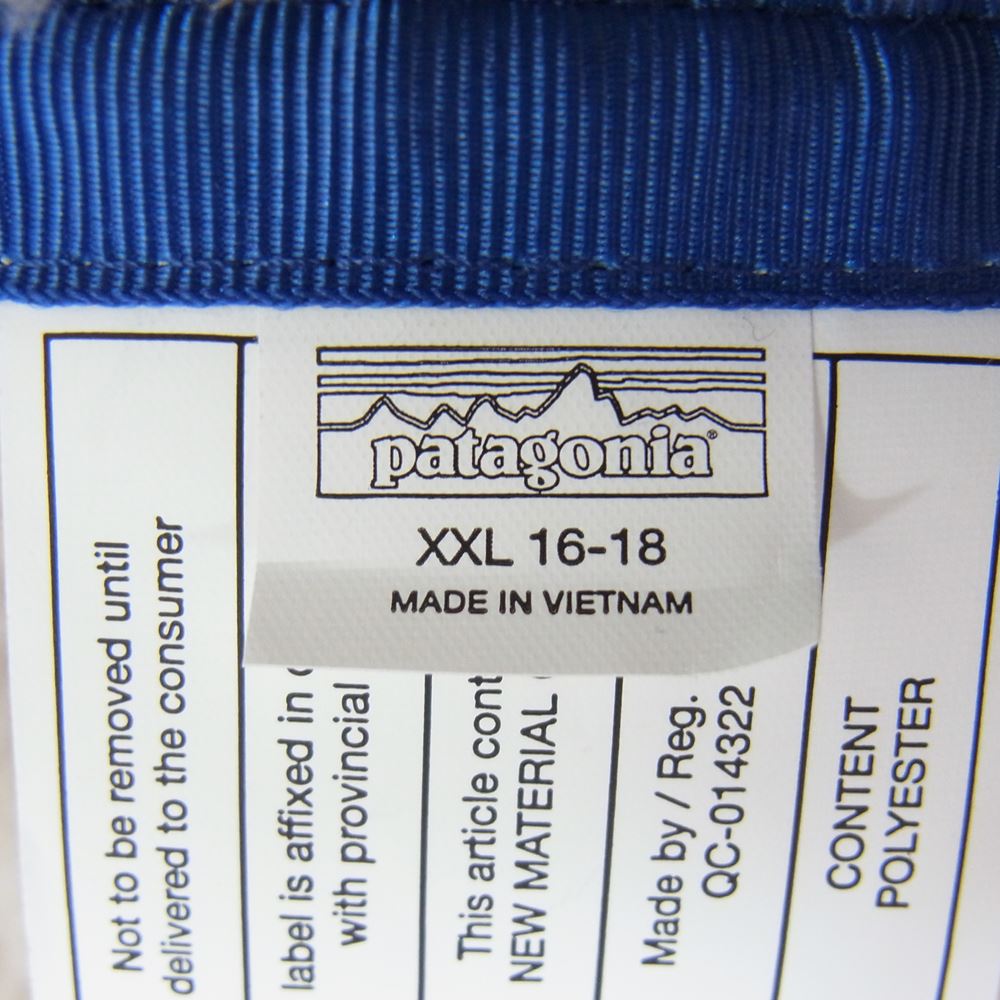 patagonia®
XXL 16-18
MADE IN VIETNAM
Not to be removed until
delivered to the consumer
label is affixed in
with provincial
This article
NEW MATERIAL
Made by / Reg.
QC-014322
CONTENT
POLYESTER